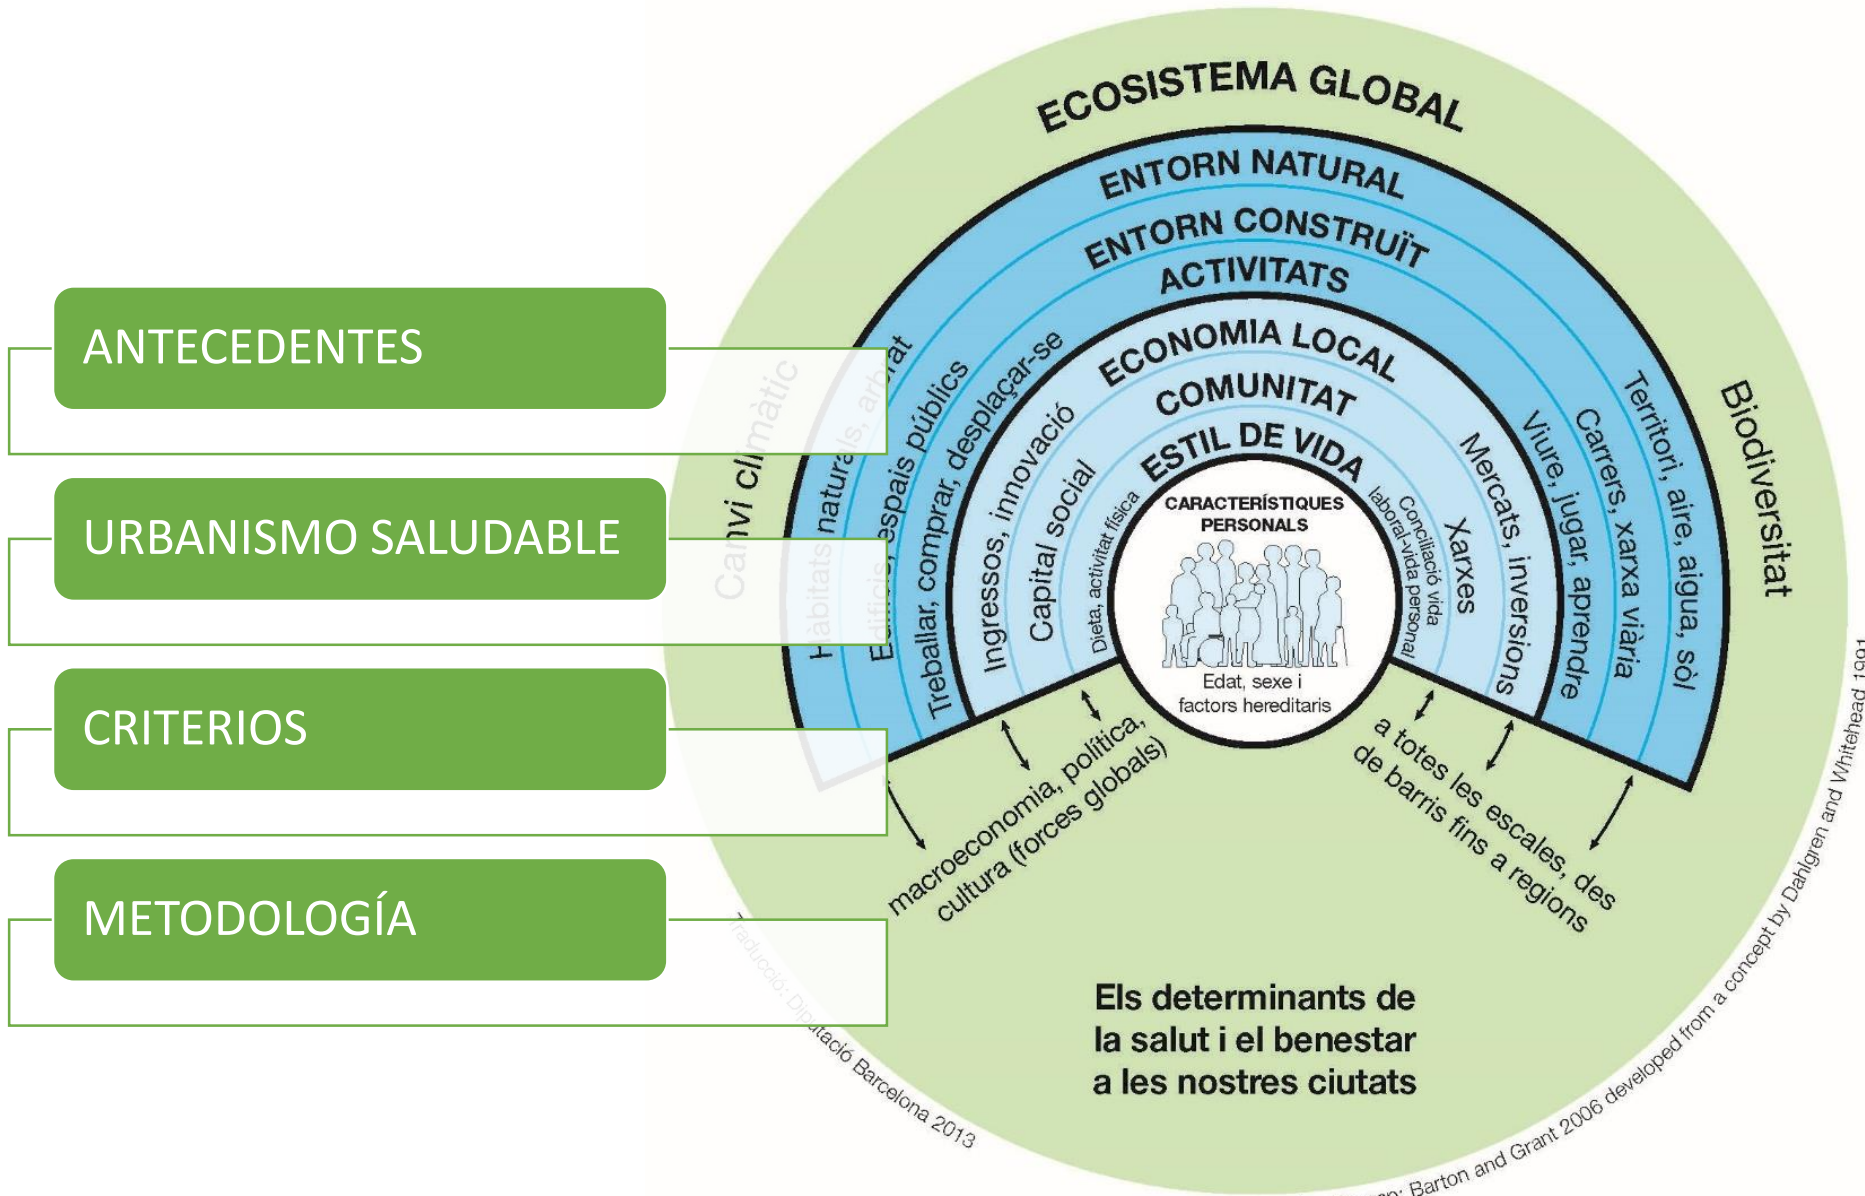 ANTECEDENTES
URBANISMO SALUDABLE
CRITERIOS
METODOLOGÍA
ECOSISTEMA GLOBAL
Canvi climàtic
Biodiversitat
ENTORN NATURAL
Hàbitats naturals, arbrat
Territori, aire, aigua, sòl
ENTORN CONSTRUÏT
Edificis, espais públics
Carrers, xarxa viària
ACTIVITATS
Treballar, comprar, desplaçar-se
Viure, jugar, aprendre
ECONOMIA LOCAL
Ingressos, innovació
Mercats, inversions
COMUNITAT
Capital social
Xarxes
ESTIL DE VIDA
Dieta, activitat física
Conciliació vida
laboral-vida personal
CARACTERÍSTIQUES
PERSONALS
Edat, sexe i
factors hereditaris
macroeconomia, política,
cultura (forces globals)
a totes les escales, des
de barris fins a regions
Els determinants de
la salut i el benestar
a les nostres ciutats
Traducció: Diputació Barcelona 2013
Barton and Grant 2006 developed from a concept by Dahlgren and Whitehead 1991